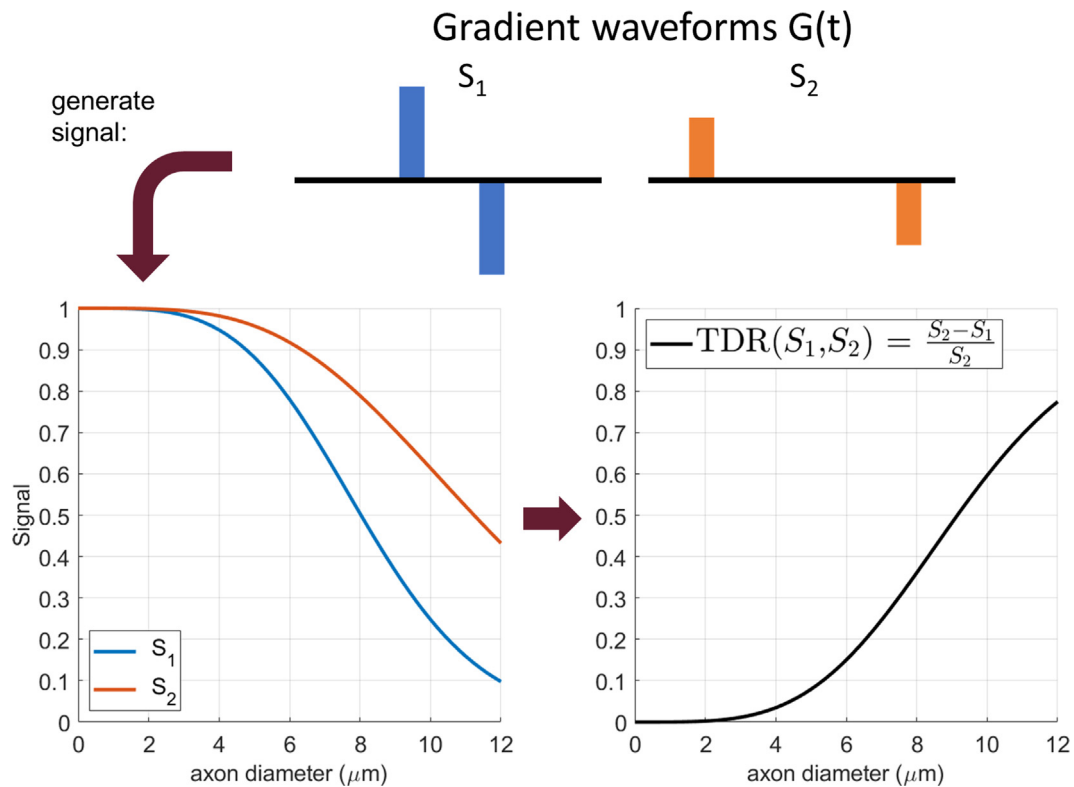 Gradient waveforms G(t)
S1 S2
generate
signal:
1
0.9
0.8
0.7
0.6
0.5
0.4
0.3
0.2
0.1
0
Signal
S1
S2
0 2 4 6 8 10 12
axon diameter (μm)
1
0.9
0.8
0.7
0.6
0.5
0.4
0.3
0.2
0.1
0
TDR(S1,S2) = S2−S1
S2
0 2 4 6 8 10 12
axon diameter (μm)